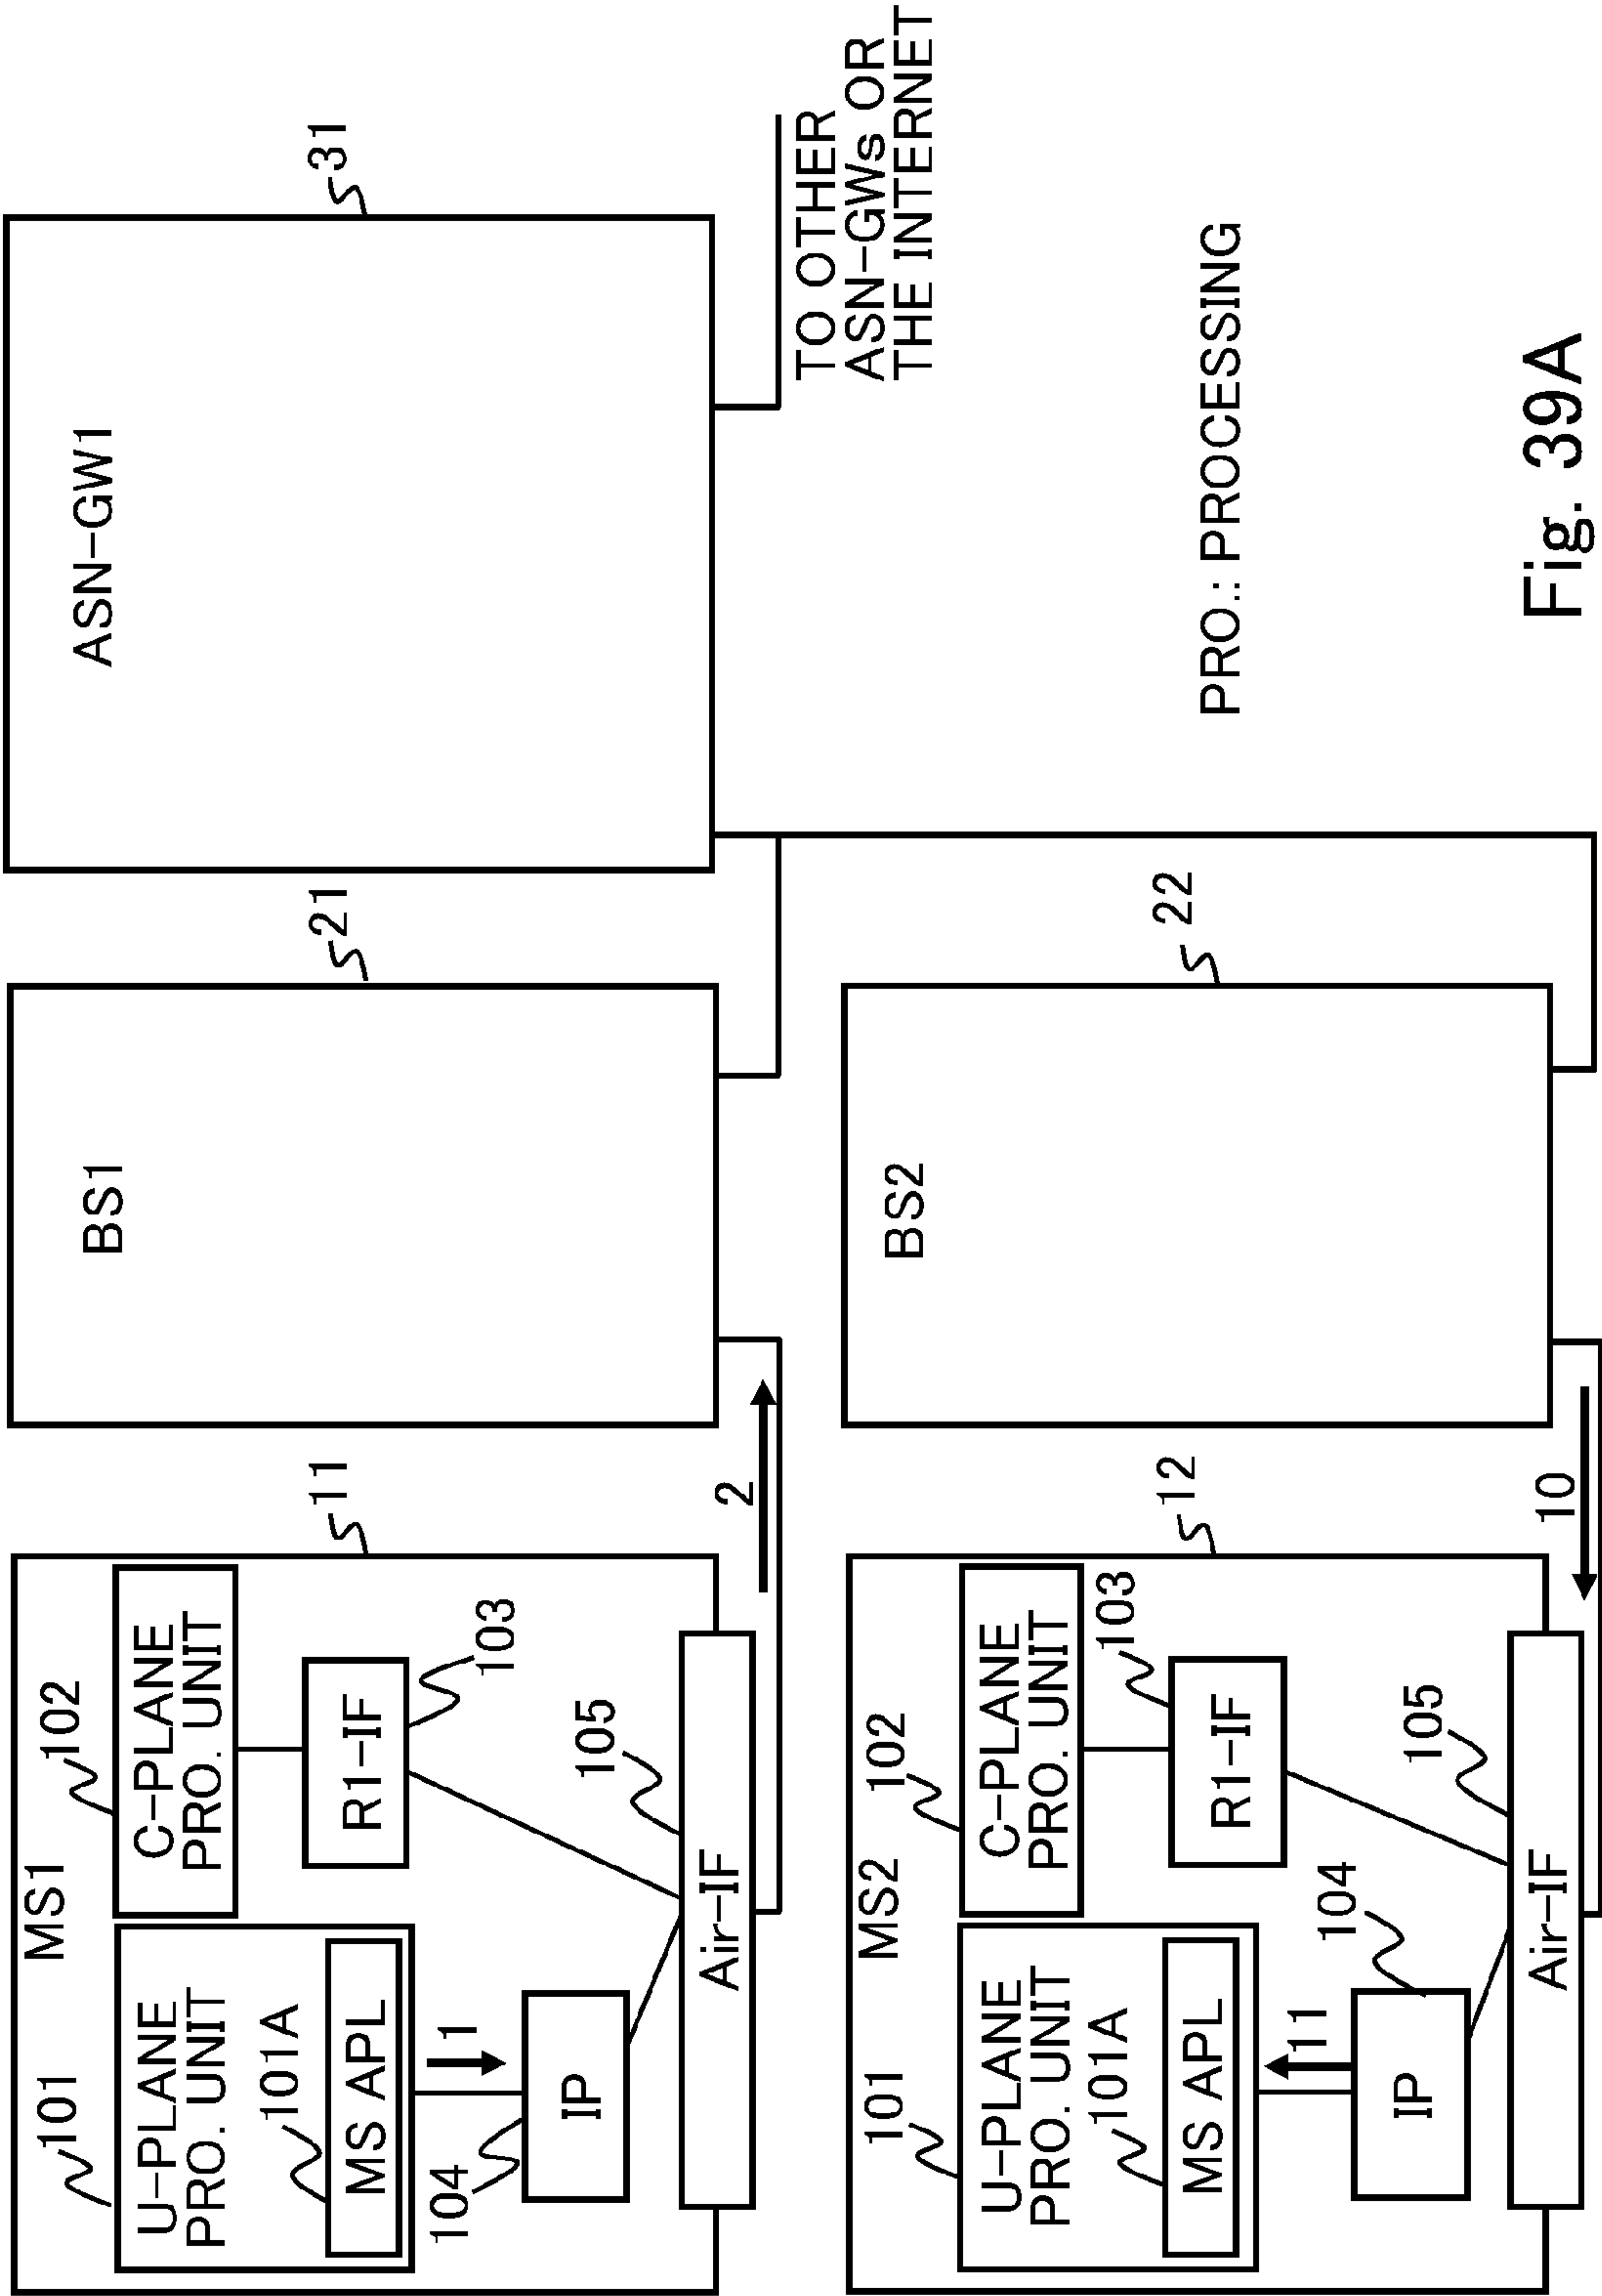 MS1
101
U-PLANE
PRO. UNIT
101A
MS APL
102
C-PLANE
PRO. UNIT
R1-IF
103
1
104
IP
105
Air-IF
11
2
BS1
21
ASN-GW1
31
TO OTHER
ASN-GWs OR
THE INTERNET
MS2
101
U-PLANE
PRO. UNIT
101A
MS APL
102
C-PLANE
PRO. UNIT
R1-IF
103
11
104
IP
105
Air-IF
12
10
BS2
22
PRO.: PROCESSING
Fig. 39A